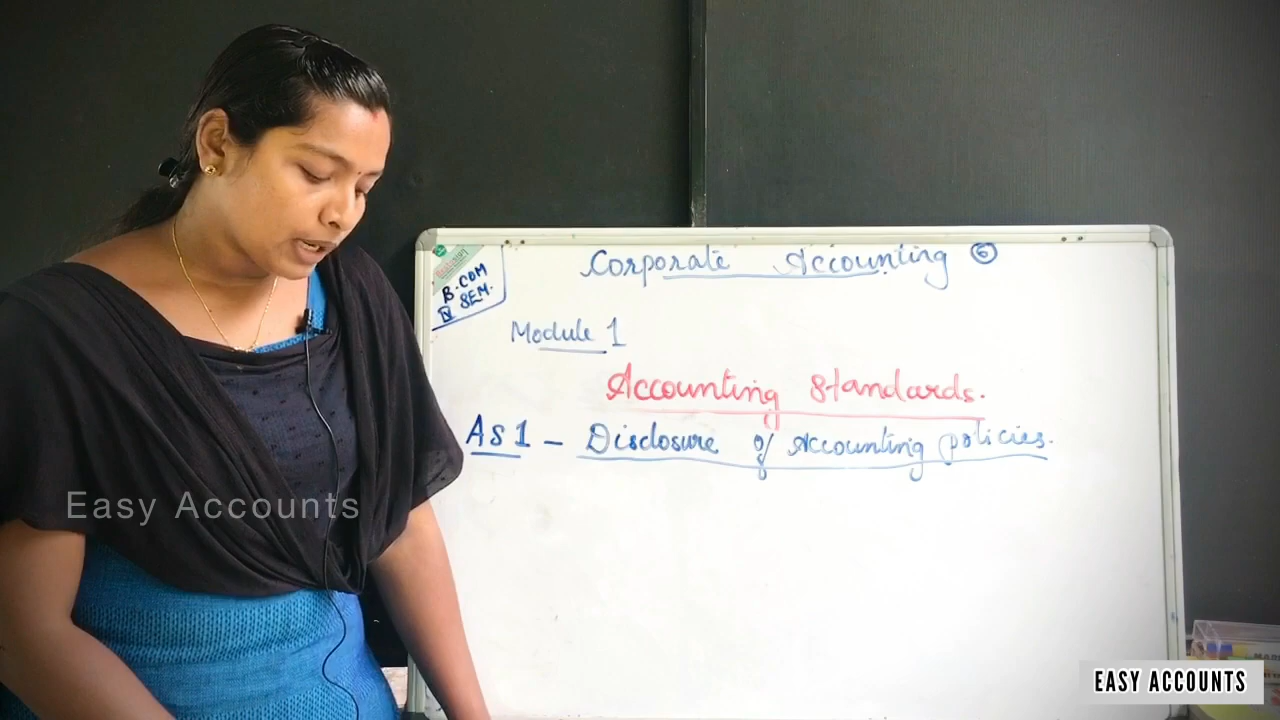 Corporate Accounting 6
B.COM
IV SEM.
Module 1
Accounting Standards.
AS 1 - Disclosure of Accounting policies.
Easy Accounts
EASY ACCOUNTS